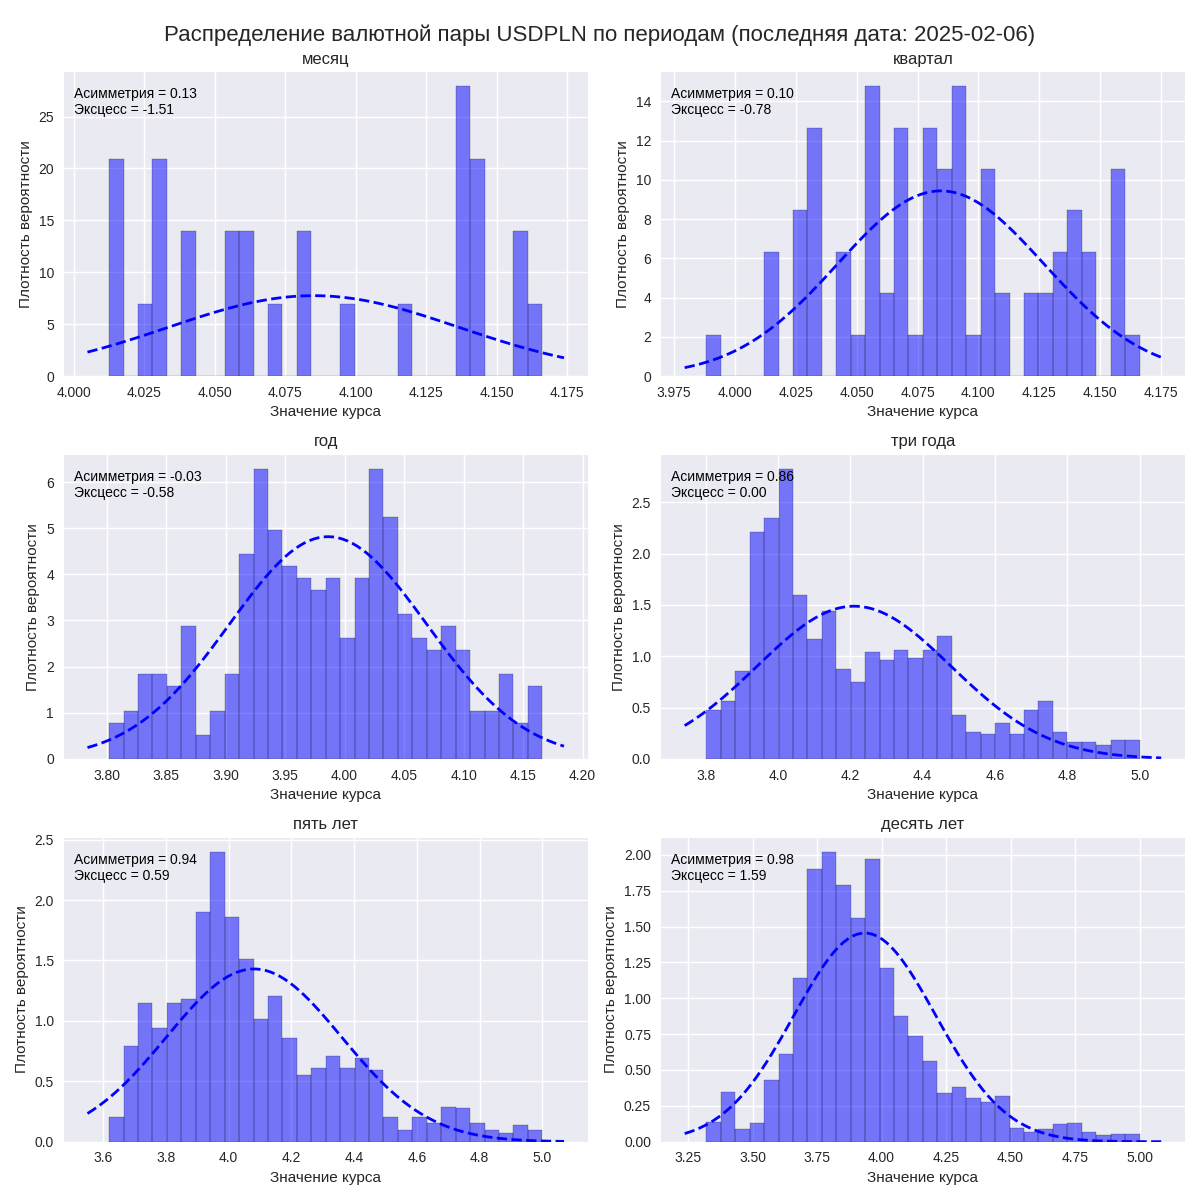 Распределение валютной пары USDPLN по периодам (последняя дата: 2025-02-06)
месяц
Асимметрия = 0.13
Эксцесс = -1.51
Плотность вероятности
25
20
15
10
5
0
4.000 4.025 4.050 4.075 4.100 4.125 4.150 4.175
Значение курса
квартал
Асимметрия = 0.10
Эксцесс = -0.78
Плотность вероятности
14
12
10
8
6
4
2
0
3.975 4.000 4.025 4.050 4.075 4.100 4.125 4.150 4.175
Значение курса
год
Асимметрия = -0.03
Эксцесс = -0.58
Плотность вероятности
6
5
4
3
2
1
0
3.80 3.85 3.90 3.95 4.00 4.05 4.10 4.15 4.20
Значение курса
три года
Асимметрия = 0.86
Эксцесс = 0.00
Плотность вероятности
2.5
2.0
1.5
1.0
0.5
0.0
3.8 4.0 4.2 4.4 4.6 4.8 5.0
Значение курса
пять лет
Асимметрия = 0.94
Эксцесс = 0.59
Плотность вероятности
2.5
2.0
1.5
1.0
0.5
0.0
3.6 3.8 4.0 4.2 4.4 4.6 4.8 5.0
Значение курса
десять лет
Асимметрия = 0.98
Эксцесс = 1.59
Плотность вероятности
2.00
1.75
1.50
1.25
1.00
0.75
0.50
0.25
0.00
3.25 3.50 3.75 4.00 4.25 4.50 4.75 5.00
Значение курса